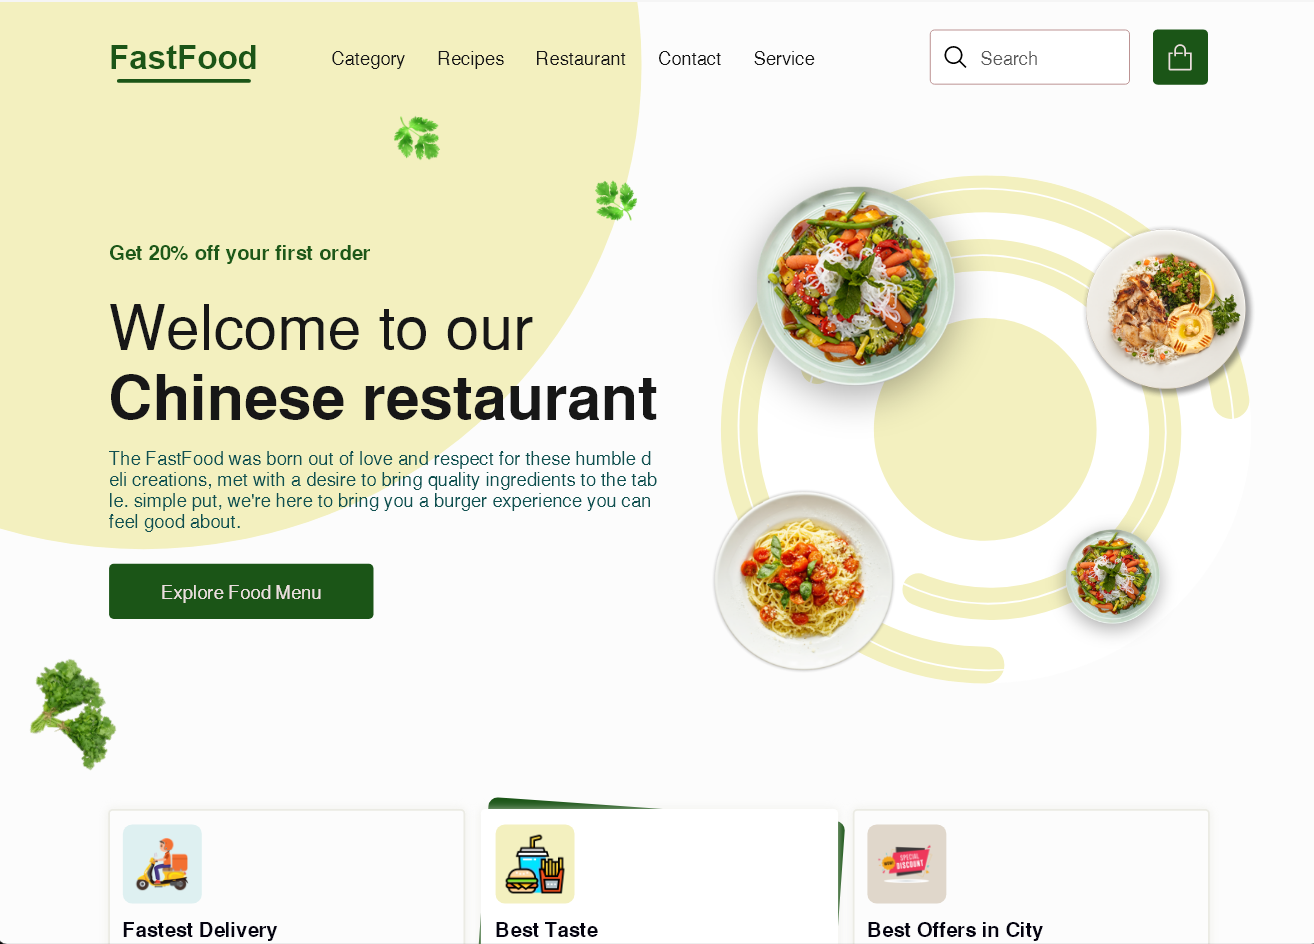 FastFood
Category
Recipes
Restaurant
Contact
Service
Search
Get 20% off your first order
Welcome to our
Chinese restaurant
The FastFood was born out of love and respect for these humble d
eli creations, met with a desire to bring quality ingredients to the tab
le. simple put, we're here to bring you a burger experience you can
feel good about.
Explore Food Menu
SPECIAL
DISCOUNT
Fastest Delivery
Best Taste
Best Offers in City